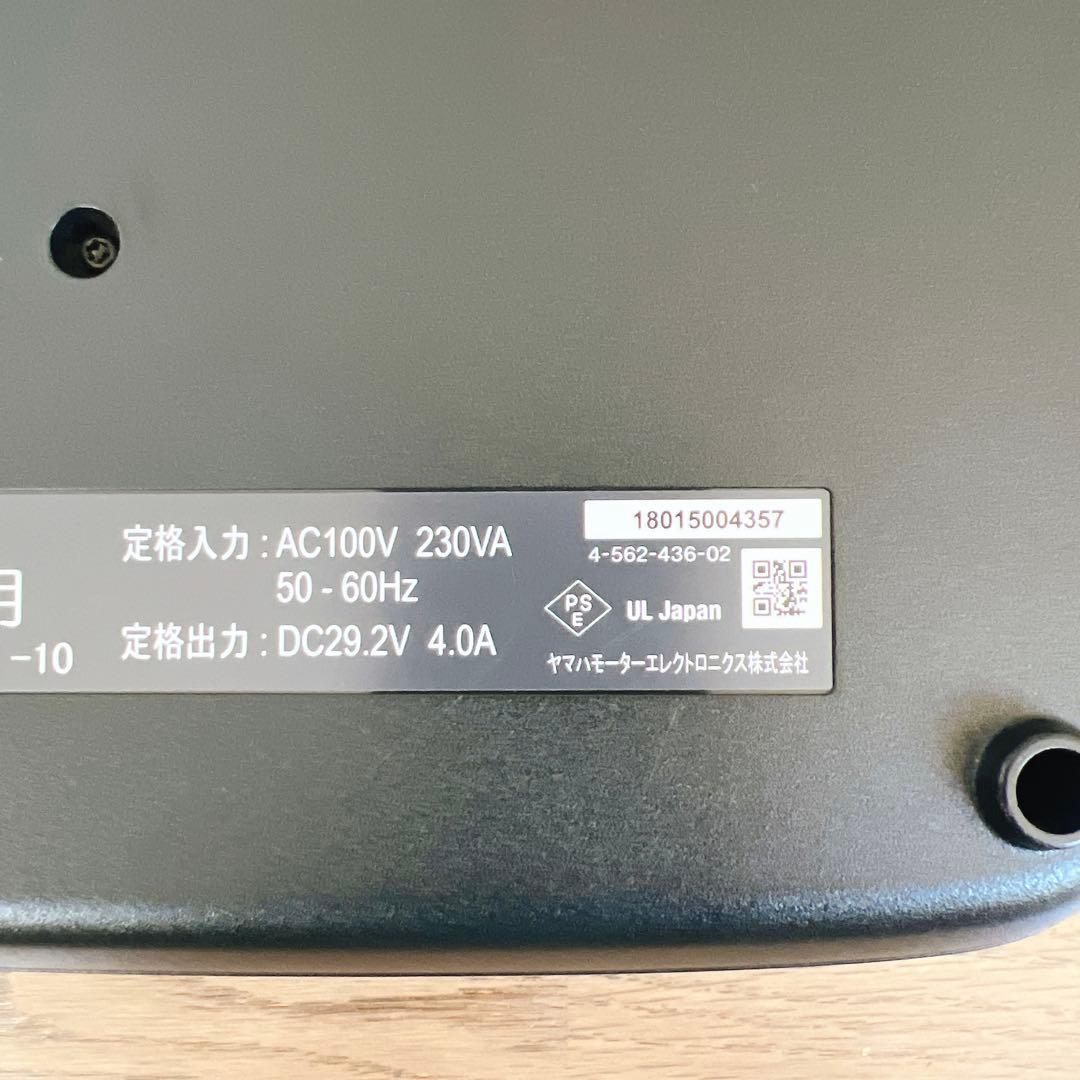 定格入力 : AC100V 230VA
50 - 60Hz
定格出力 : DC29.2V 4.0A
-10
18015004357
4-562-436-02
PSE
UL Japan
ヤマハモーターエレクトロニクス株式会社